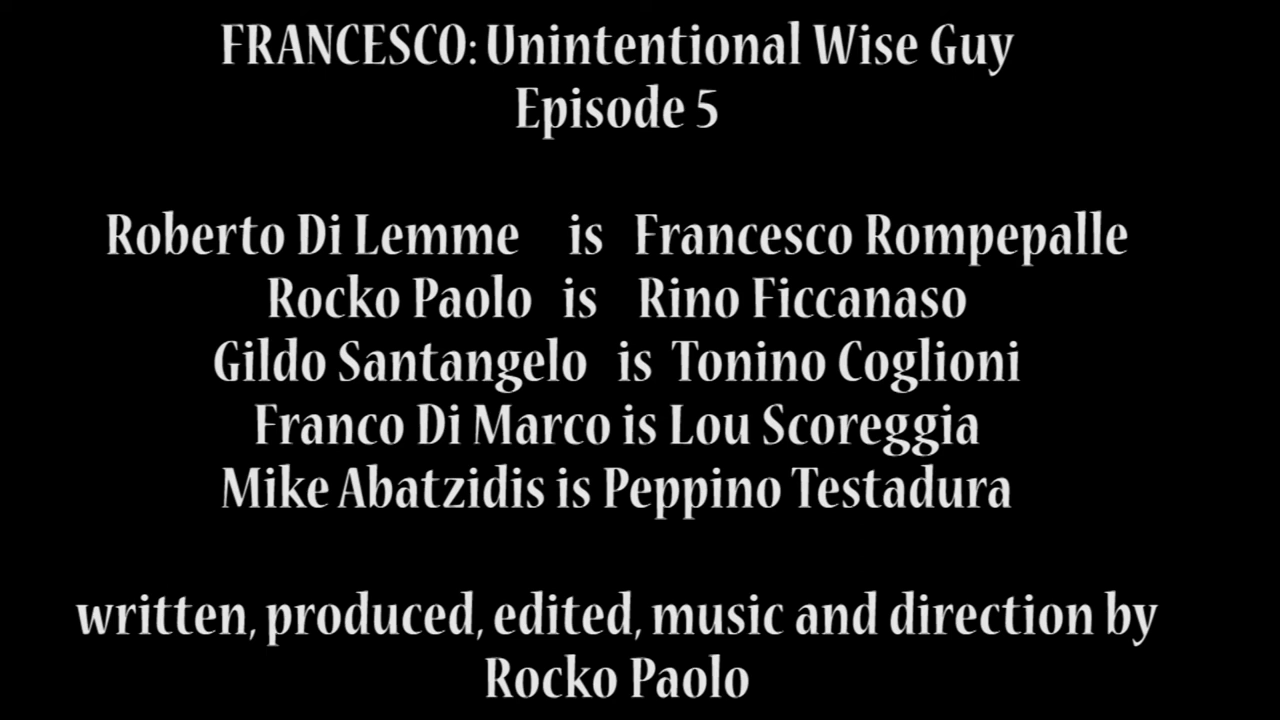 FRANCESCO: Unintentional Wise Guy
Episode 5
Roberto Di Lemme is Francesco Rompepalle
Rocko Paolo is Rino Ficcanaso
Gildo Santangelo is Tonino Coglioni
Franco Di Marco is Lou Scoreggia
Mike Abatzidis is Peppino Testadura
written, produced, edited, music and direction by
Rocko Paolo